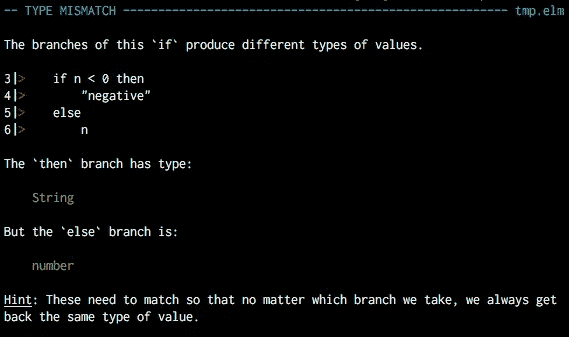 -- TYPE MISMATCH ------------------------------------------------------- tmp.elm
The branches of this `if` produce different types of values.
3|>    if n < 0 then
4|>        "negative"
5|>    else
6|>        n
The `then` branch has type:
    String
But the `else` branch is:
    number
Hint: These need to match so that no matter which branch we take, we always get
back the same type of value.